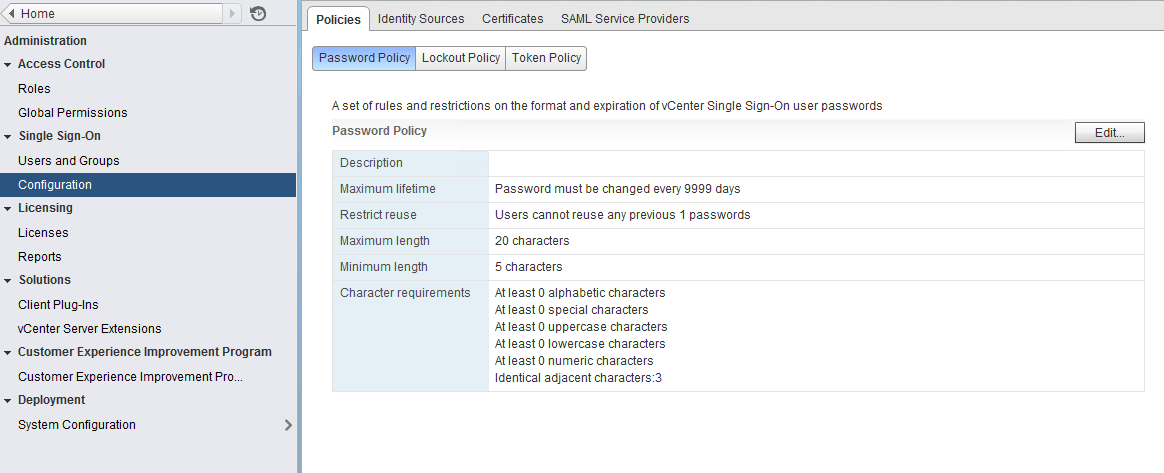 Home
Administration
Access Control
Roles
Global Permissions
Single Sign-On
Users and Groups
Configuration
Licensing
Licenses
Reports
Solutions
Client Plug-Ins
vCenter Server Extensions
Customer Experience Improvement Program
Customer Experience Improvement Pro...
Deployment
System Configuration
Policies Identity Sources Certificates SAML Service Providers
Password Policy Lockout Policy Token Policy
A set of rules and restrictions on the format and expiration of vCenter Single Sign-On user passwords
Password Policy Edit...
Description
Maximum lifetime Password must be changed every 9999 days
Restrict reuse Users cannot reuse any previous 1 passwords
Maximum length 20 characters
Minimum length 5 characters
Character requirements At least 0 alphabetic characters
At least 0 special characters
At least 0 uppercase characters
At least 0 lowercase characters
At least 0 numeric characters
Identical adjacent characters:3